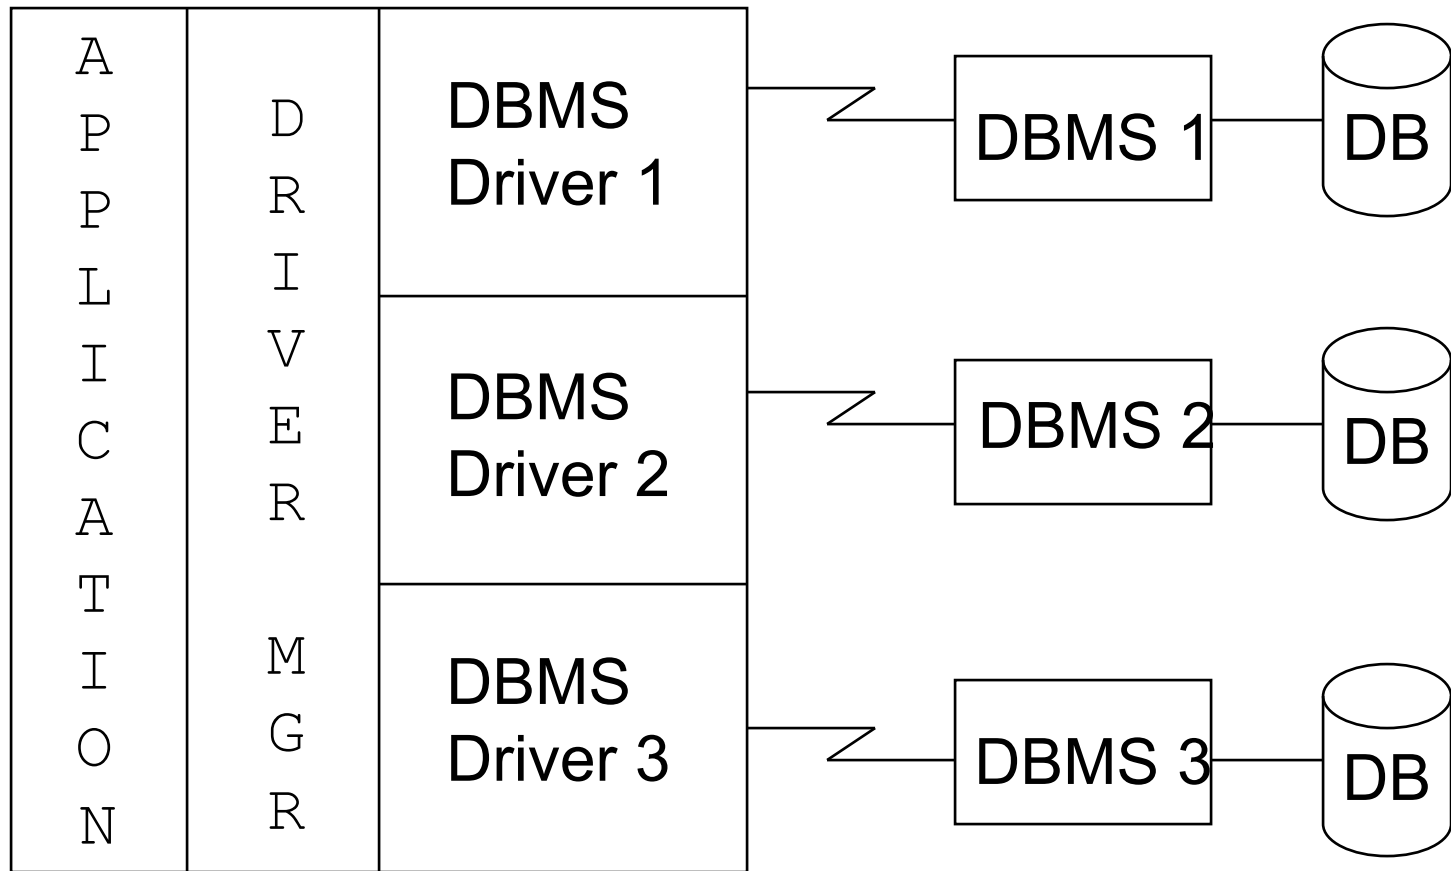 APPLICATION
DRIVER MGR
DBMS
Driver 1
DBMS 1
DB
DBMS
Driver 2
DBMS 2
DB
DBMS
Driver 3
DBMS 3
DB